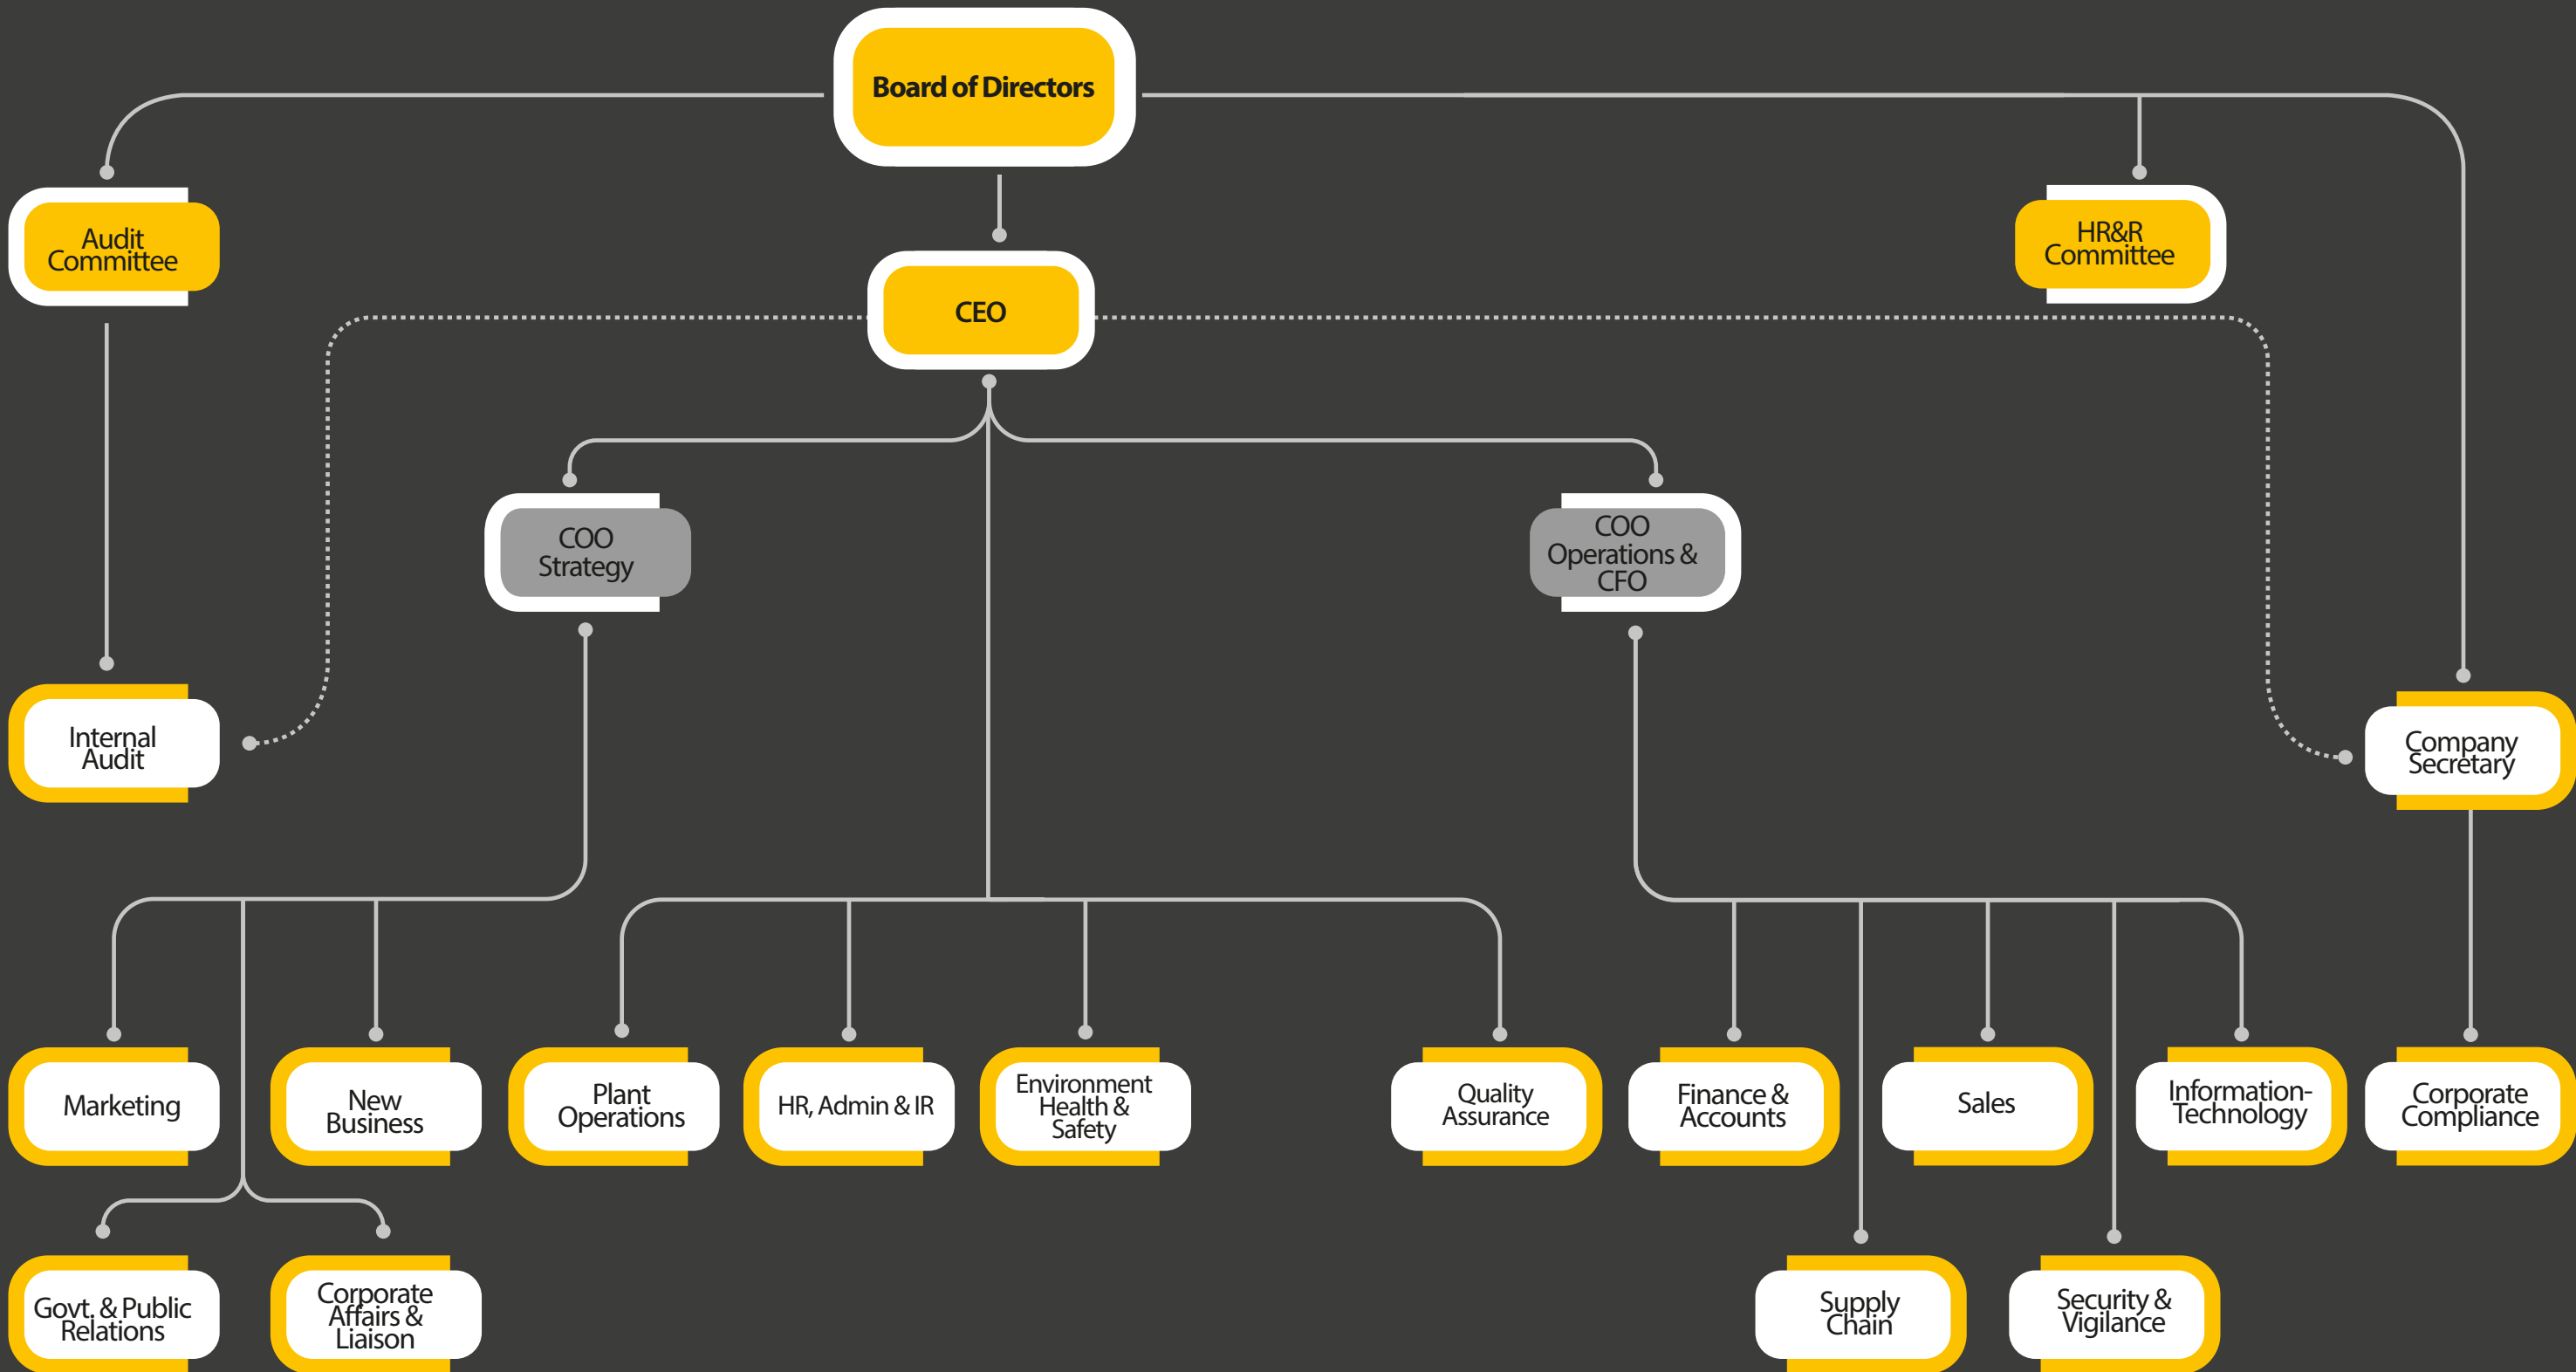 Board of Directors
Audit
Committee
HR&R
Committee
CEO
COO
Strategy
COO
Operations &
CFO
Internal
Audit
Company
Secretary
Marketing
New
Business
Plant
Operations
HR, Admin & IR
Environment
Health &
Safety
Quality
Assurance
Finance &
Accounts
Sales
Information-
Technology
Corporate
Compliance
Govt. & Public
Relations
Corporate
Affairs &
Liaison
Supply
Chain
Security &
Vigilance